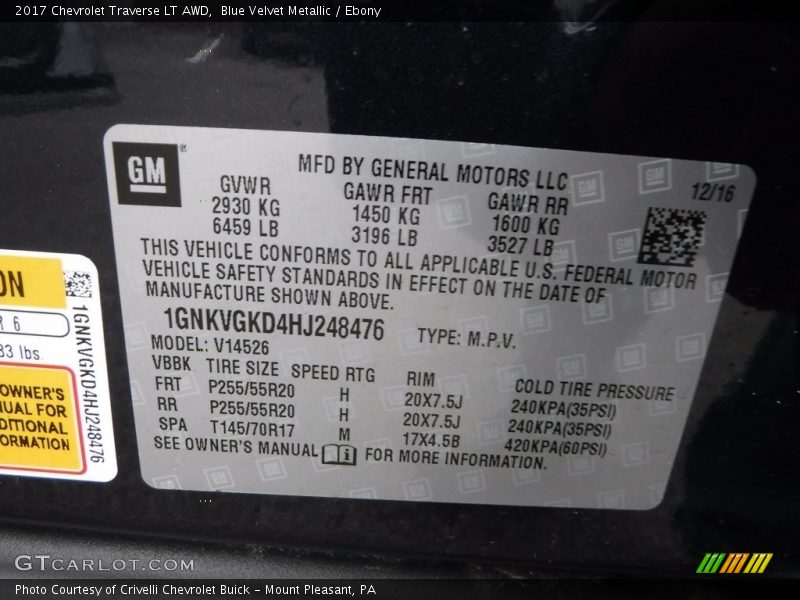 2017 Chevrolet Traverse LT AWD,  Blue Velvet Metallic / Ebony
GM ®
MFD BY GENERAL MOTORS LLC
12/16
GVWR GAWR FRT GAWR RR
2930 KG 1450 KG 1600 KG
6459 LB 3196 LB 3527 LB
THIS VEHICLE CONFORMS TO ALL APPLICABLE U.S. FEDERAL MOTOR
VEHICLE SAFETY STANDARDS IN EFFECT ON THE DATE OF
MANUFACTURE SHOWN ABOVE.
1GNKVGKD4HJ248476 TYPE: M.P.V.
MODEL: V14526
VBBK TIRE SIZE SPEED RTG RIM COLD TIRE PRESSURE
FRT P255/55R20 H 20X7.5J 240KPA(35PSI)
RR P255/55R20 H 20X7.5J 240KPA(35PSI)
SPA T145/70R17 M 17X4.5B 420KPA(60PSI)
SEE OWNER'S MANUAL FOR MORE INFORMATION.
ON
R 6
33 lbs.
OWNER'S
UAL FOR
DITIONAL
ORMATION
1GNKVGKD4HJ248476
GTCARLOT.COM
Photo Courtesy of Crivelli Chevrolet Buick - Mount Pleasant, PA